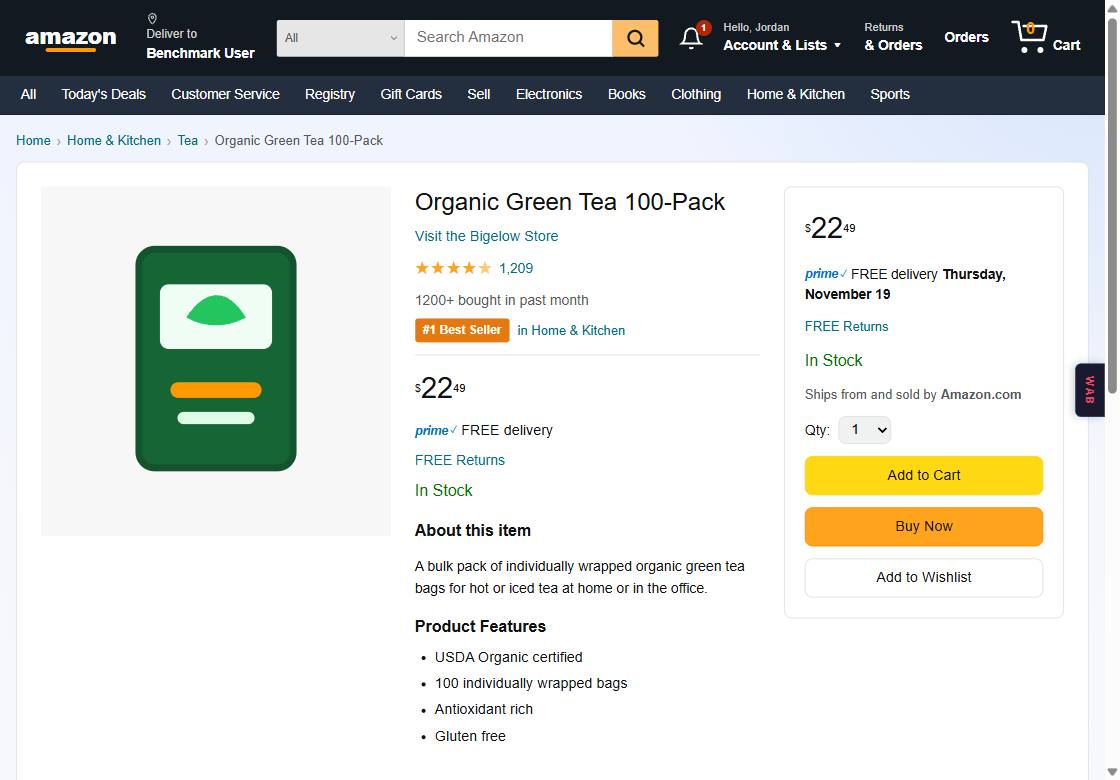 amazon
Deliver to
Benchmark User
All
Search Amazon
1
Hello, Jordan
Account & Lists
Returns
& Orders
Orders
0
Cart
All
Today's Deals
Customer Service
Registry
Gift Cards
Sell
Electronics
Books
Clothing
Home & Kitchen
Sports
Home › Home & Kitchen › Tea › Organic Green Tea 100-Pack
Organic Green Tea 100-Pack
Visit the Bigelow Store
★★★★★ 1,209
1200+ bought in past month
#1 Best Seller in Home & Kitchen
$22 49
prime✓ FREE delivery
FREE Returns
In Stock
About this item
A bulk pack of individually wrapped organic green tea
bags for hot or iced tea at home or in the office.
Product Features
• USDA Organic certified
• 100 individually wrapped bags
• Antioxidant rich
• Gluten free
$22 49
prime✓ FREE delivery Thursday,
November 19
FREE Returns
In Stock
Ships from and sold by Amazon.com
Qty: 1
Add to Cart
Buy Now
Add to Wishlist
WAB